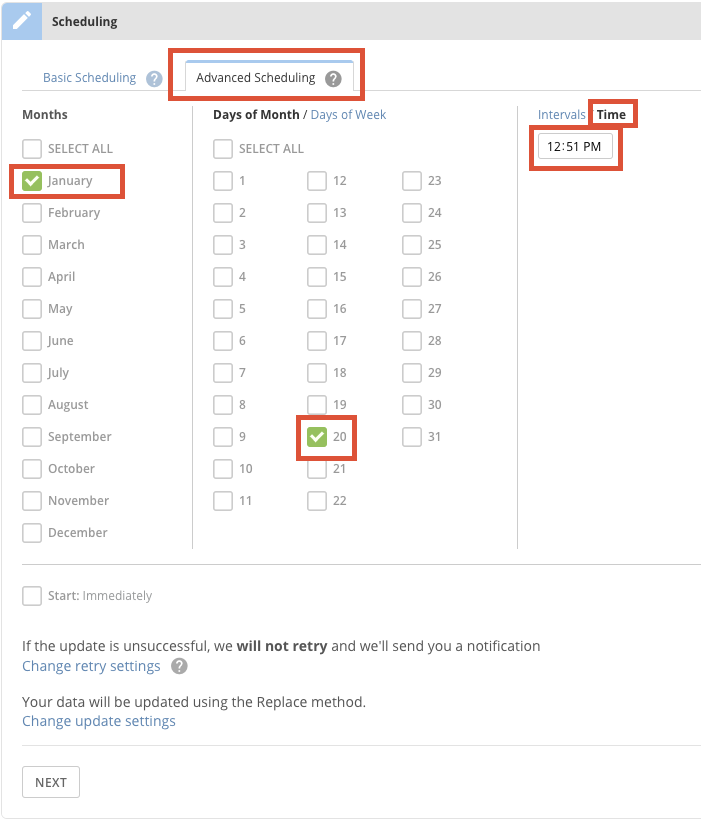 Scheduling
Basic Scheduling ?
Advanced Scheduling ?
Months
SELECT ALL
January
February
March
April
May
June
July
August
September
October
November
December
Days of Month / Days of Week
SELECT ALL
1
2
3
4
5
6
7
8
9
10
11
12
13
14
15
16
17
18
19
20
21
22
23
24
25
26
27
28
29
30
31
Intervals Time
12:51 PM
Start: Immediately
If the update is unsuccessful, we will not retry and we'll send you a notification
Change retry settings ?
Your data will be updated using the Replace method.
Change update settings
NEXT